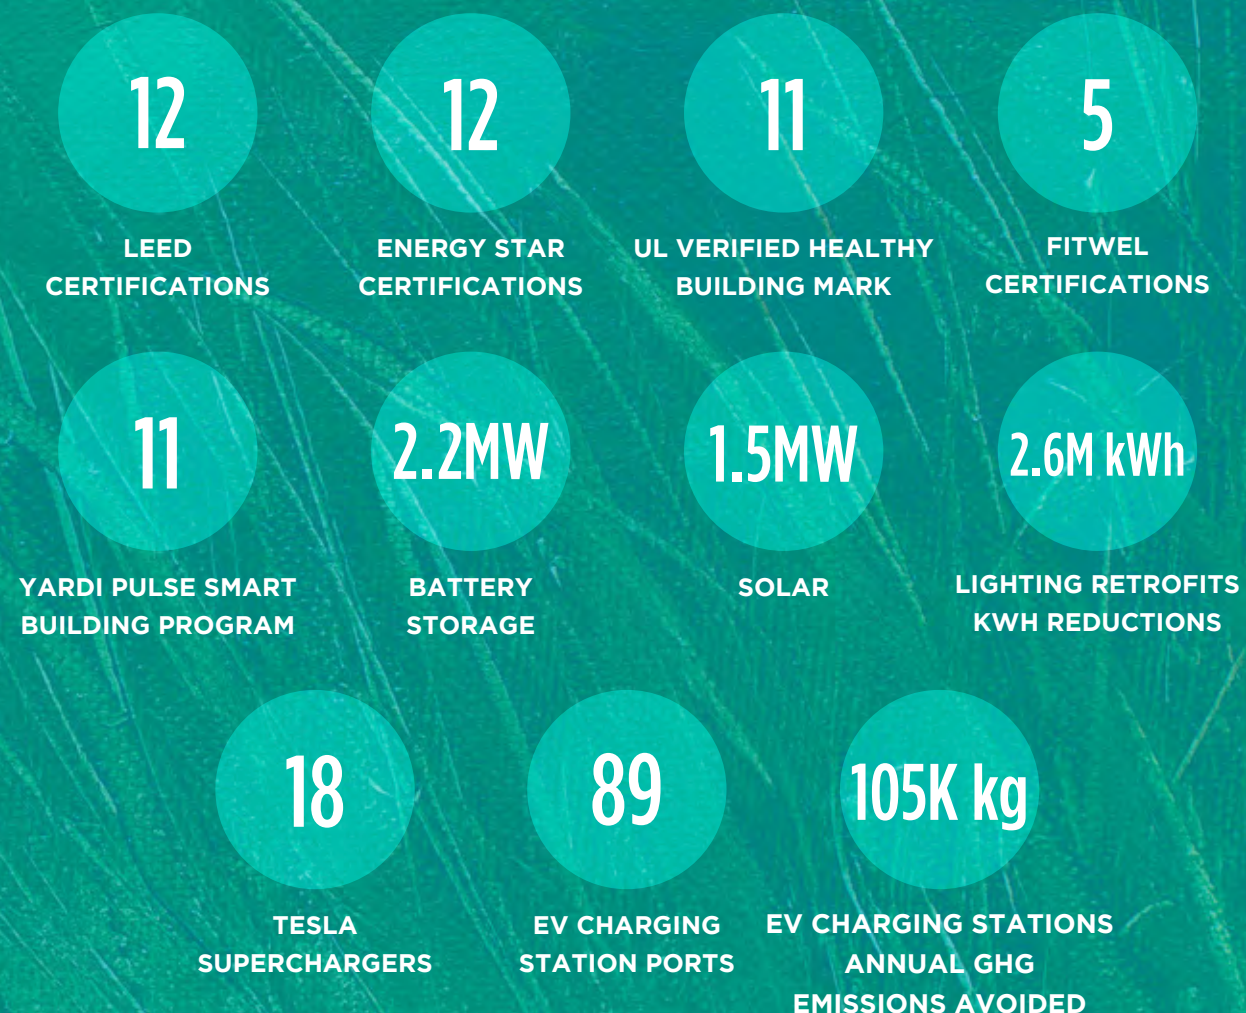 12
LEED
CERTIFICATIONS
12
ENERGY STAR
CERTIFICATIONS
11
UL VERIFIED HEALTHY
BUILDING MARK
5
FITWEL
CERTIFICATIONS
11
YARDI PULSE SMART
BUILDING PROGRAM
2.2MW
BATTERY
STORAGE
1.5MW
SOLAR
2.6M kWh
LIGHTING RETROFITS
KWH REDUCTIONS
18
TESLA
SUPERCHARGERS
89
EV CHARGING
STATION PORTS
105K kg
EV CHARGING STATIONS
ANNUAL GHG
EMISSIONS AVOIDED